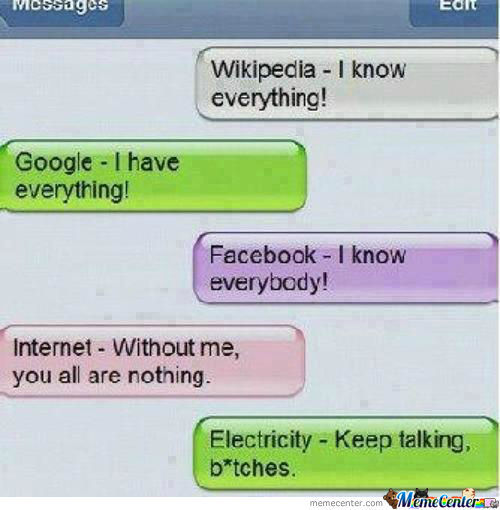 Messages Edit
Wikipedia - I know
everything!
Google - I have
everything!
Facebook - I know
everybody!
Internet - Without me,
you all are nothing.
Electricity - Keep talking,
b*tches.
memecenter.com MemeCenter